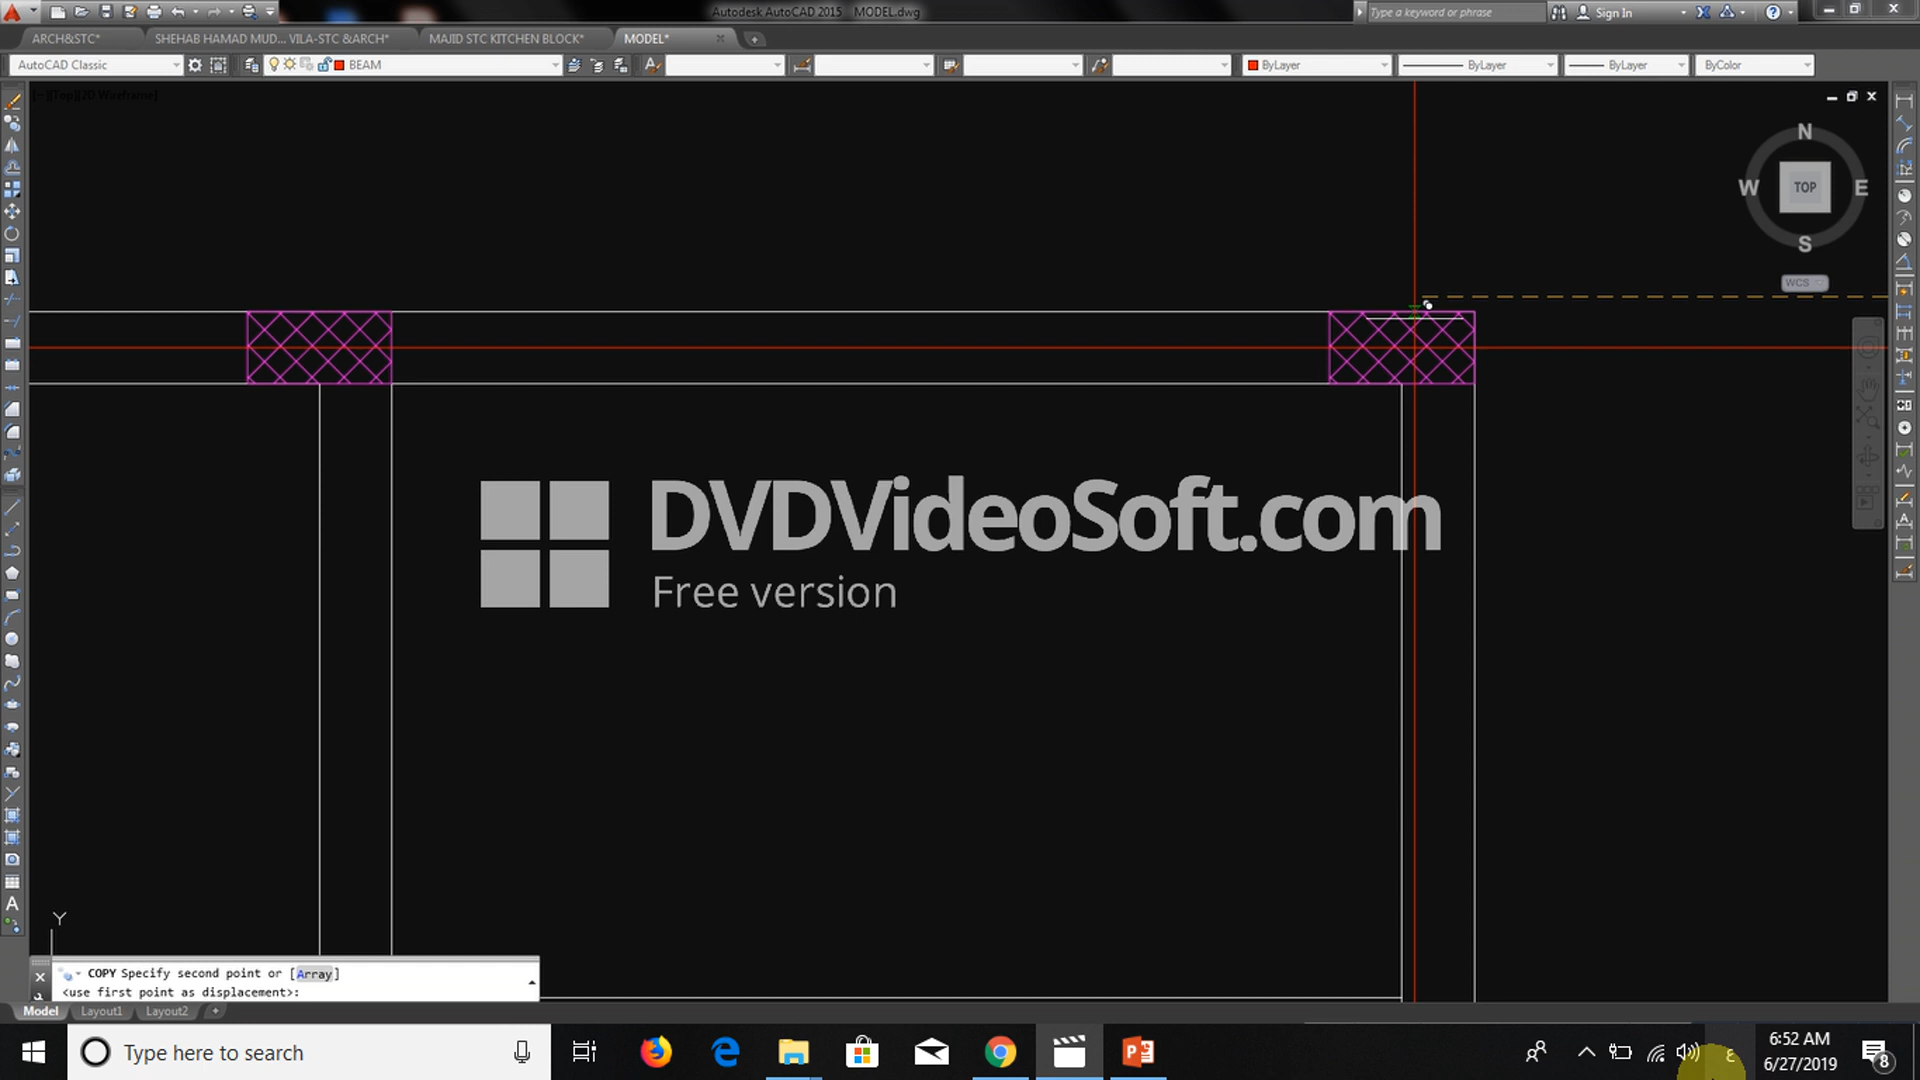 Autodesk AutoCAD 2015 MODEL.dwg
Type a keyword or phrase
Sign In
ARCH&STC*
SHEHAB HAMAD MUD... VILA-STC &ARCH*
MAJID STC KITCHEN BLOCK*
MODEL*
AutoCAD Classic
BEAM
ByLayer
ByLayer
ByLayer
ByColor
[−][Top][2D Wireframe]
N
W
TOP
E
S
WCS
DVDVideoSoft.com
Free version
Y
COPY Specify second point or [Array]
<use first point as displacement>:
Model
Layout1
Layout2
Type here to search
ع
6:52 AM
6/27/2019
8